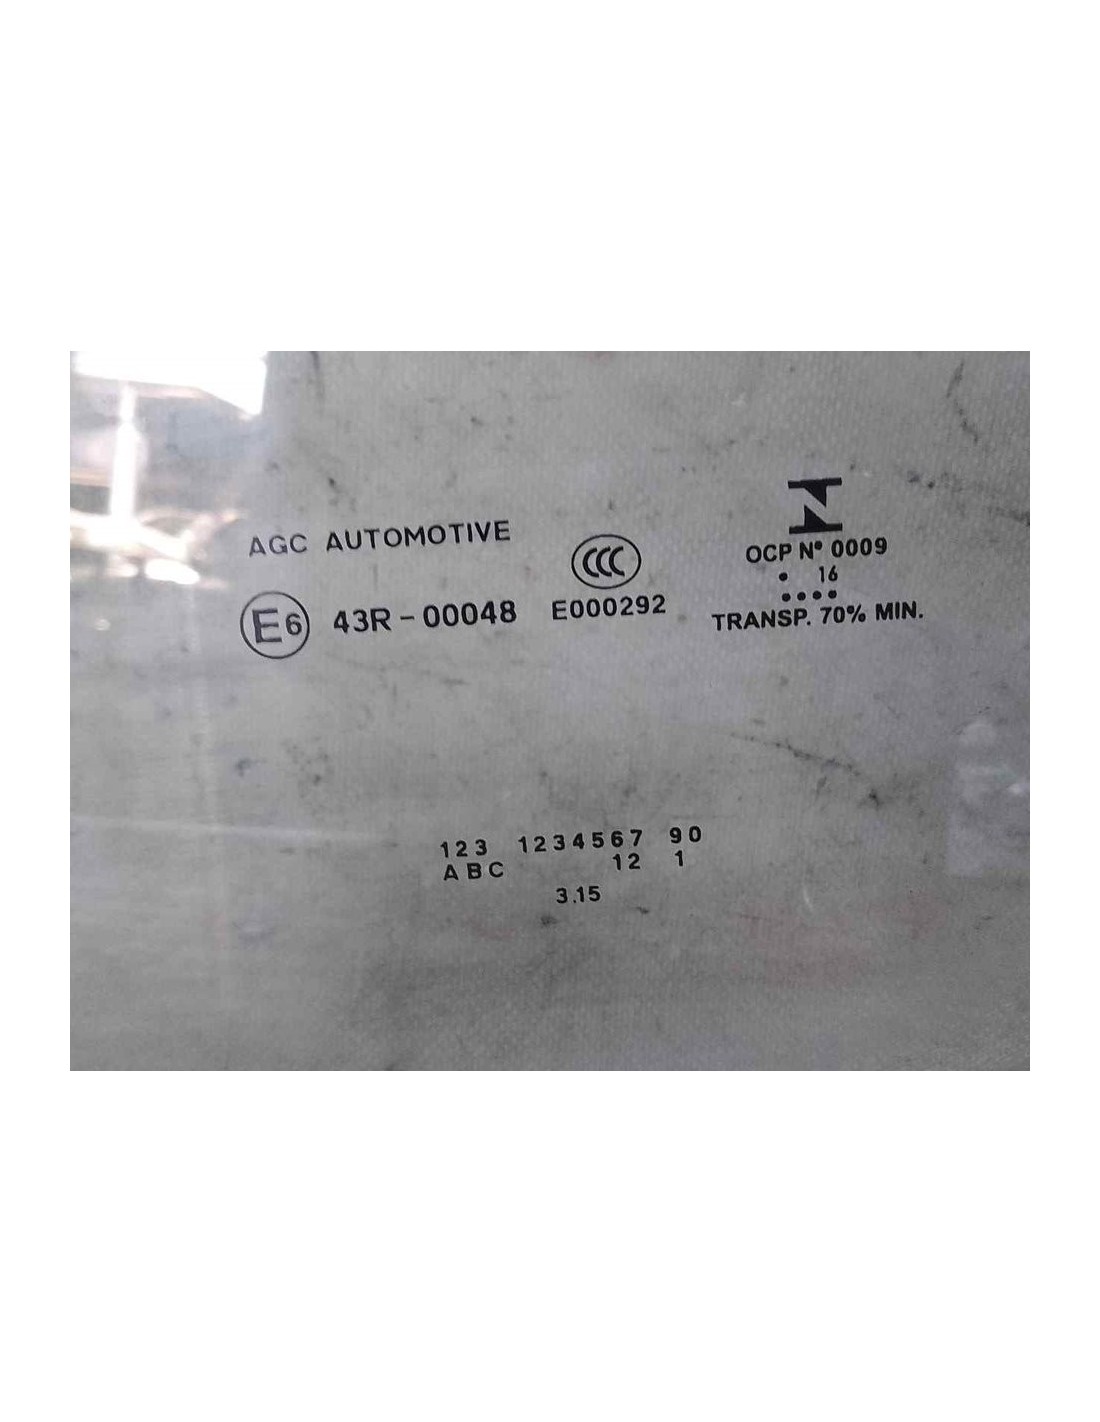 AGC AUTOMOTIVE
E6 43R-00048
CCC
E000292
OCP Nº 0009
• 16
••••
TRANSP. 70% MIN.
123 1234567 90
ABC 12 1
3.15